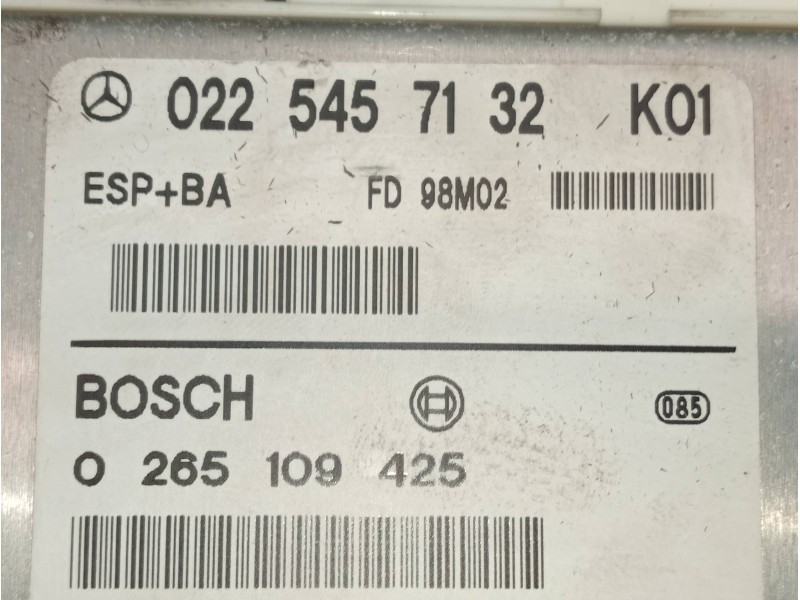 022 545 71 32 K01
ESP+BA FD 98M02
BOSCH
085
0 265 109 425